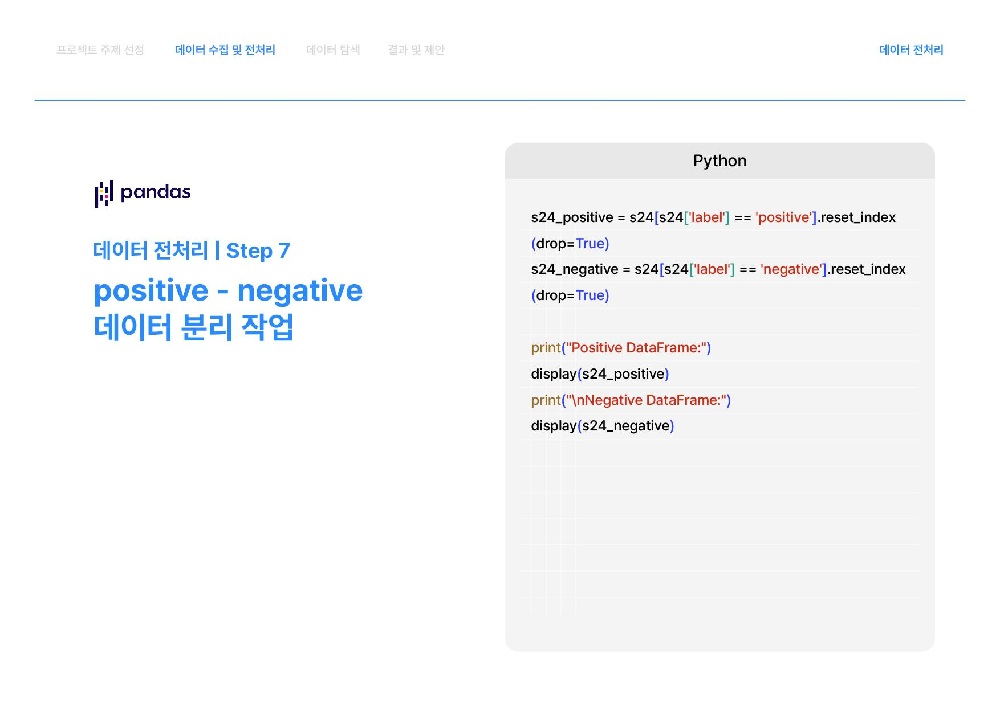 프로젝트 주제 선정
데이터 수집 및 전처리
데이터 탐색
결과 및 제안
데이터 전처리
pandas
데이터 전처리 | Step 7
positive - negative
데이터 분리 작업
Python
s24_positive = s24[s24['label'] == 'positive'].reset_index
(drop=True)
s24_negative = s24[s24['label'] == 'negative'].reset_index
(drop=True)
print("Positive DataFrame:")
display(s24_positive)
print("\nNegative DataFrame:")
display(s24_negative)